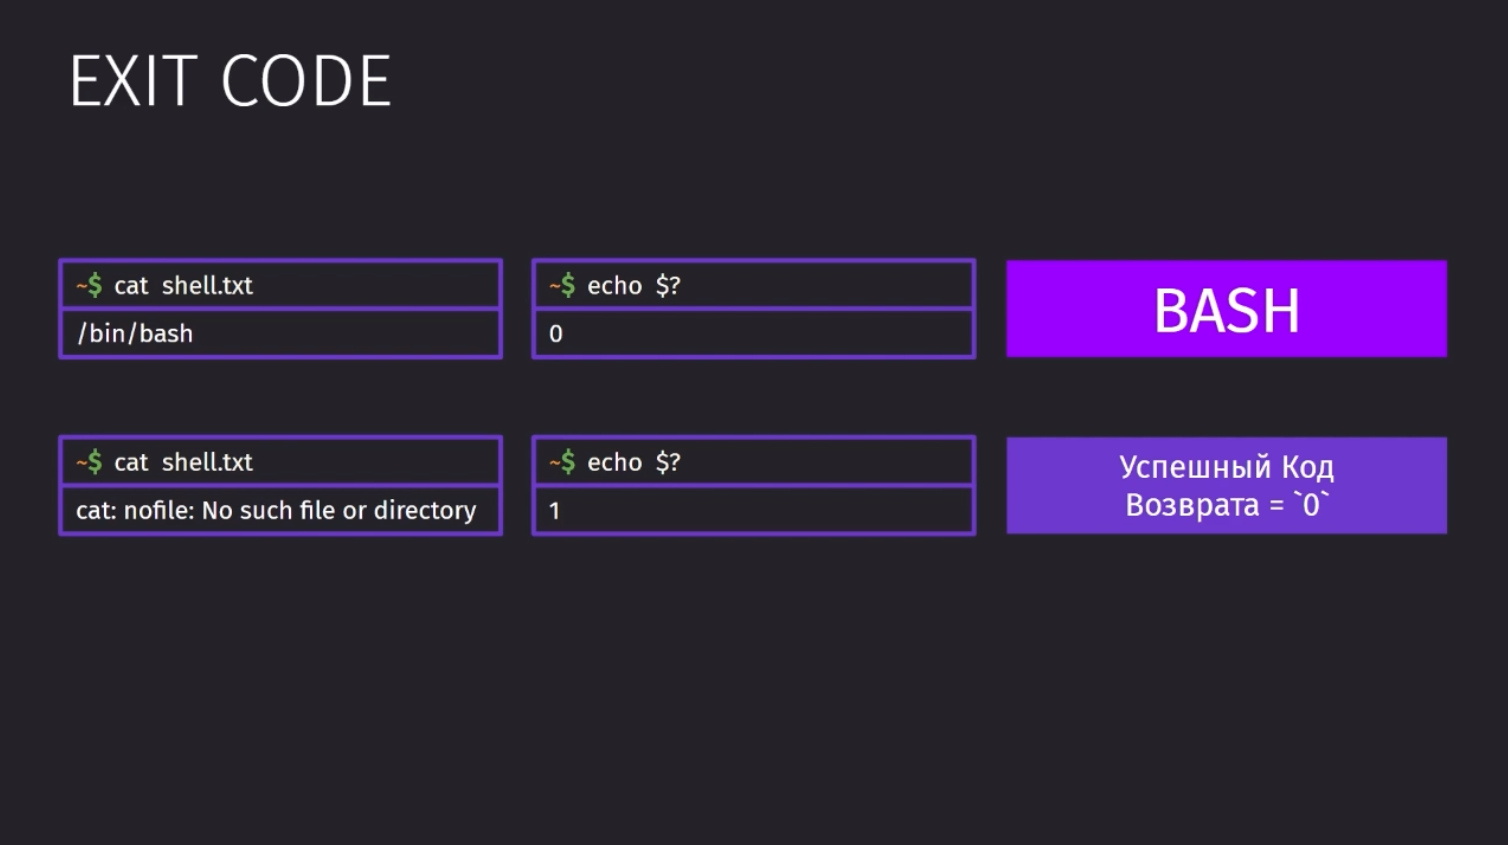 EXIT CODE
~$ cat shell.txt
/bin/bash
~$ echo $?
0
BASH
~$ cat shell.txt
cat: nofile: No such file or directory
~$ echo $?
1
Успешный Код
Возврата = `0`